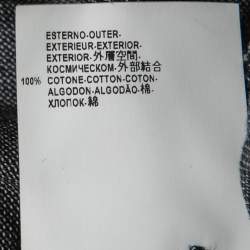 ESTERNO-OUTER-
EXTERIEUR-EXTERIOR-
EXTERIOR-外層空間-
КОСМИЧЕСКОМ-外部結合
100% COTONE-COTTON-COTON-
ALGODON-ALGODÃO-棉-
ХЛОПОК-綿